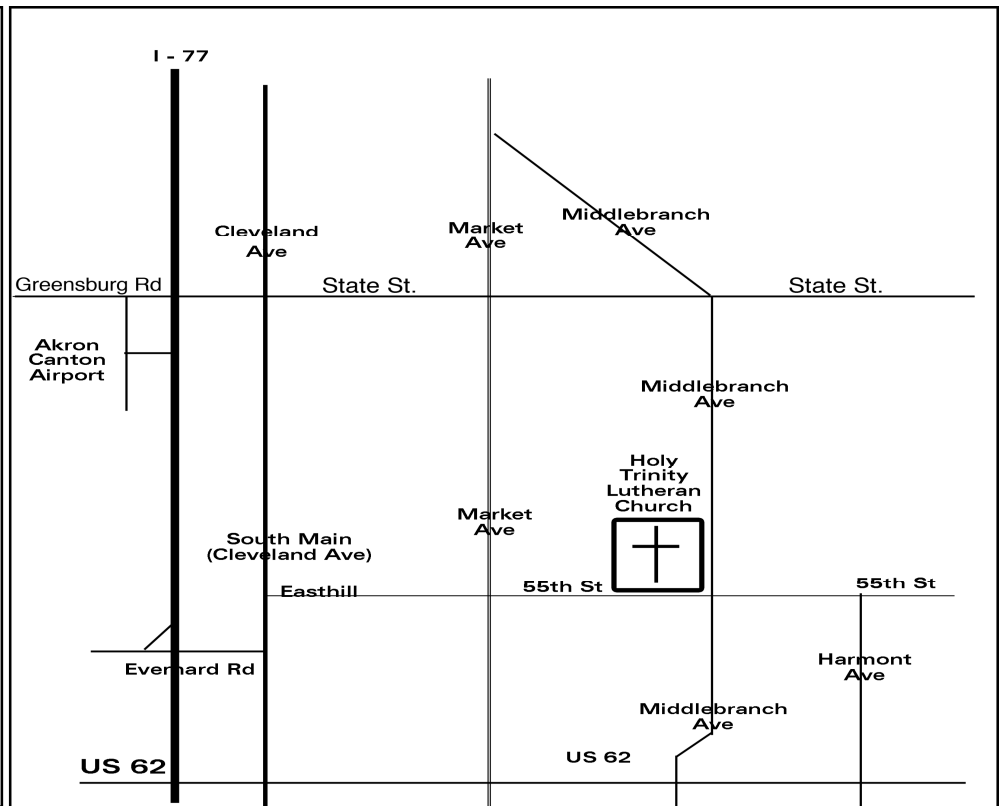 I - 77
Cleveland
Ave
Market
Ave
Middlebranch
Ave
Greensburg Rd
State St.
State St.
Akron
Canton
Airport
Middlebranch
Ave
Holy
Trinity
Lutheran
Church
Market
Ave
South Main
(Cleveland Ave)
Easthill
55th St
55th St
Everhard Rd
Harmont
Ave
Middlebranch
Ave
US 62
US 62